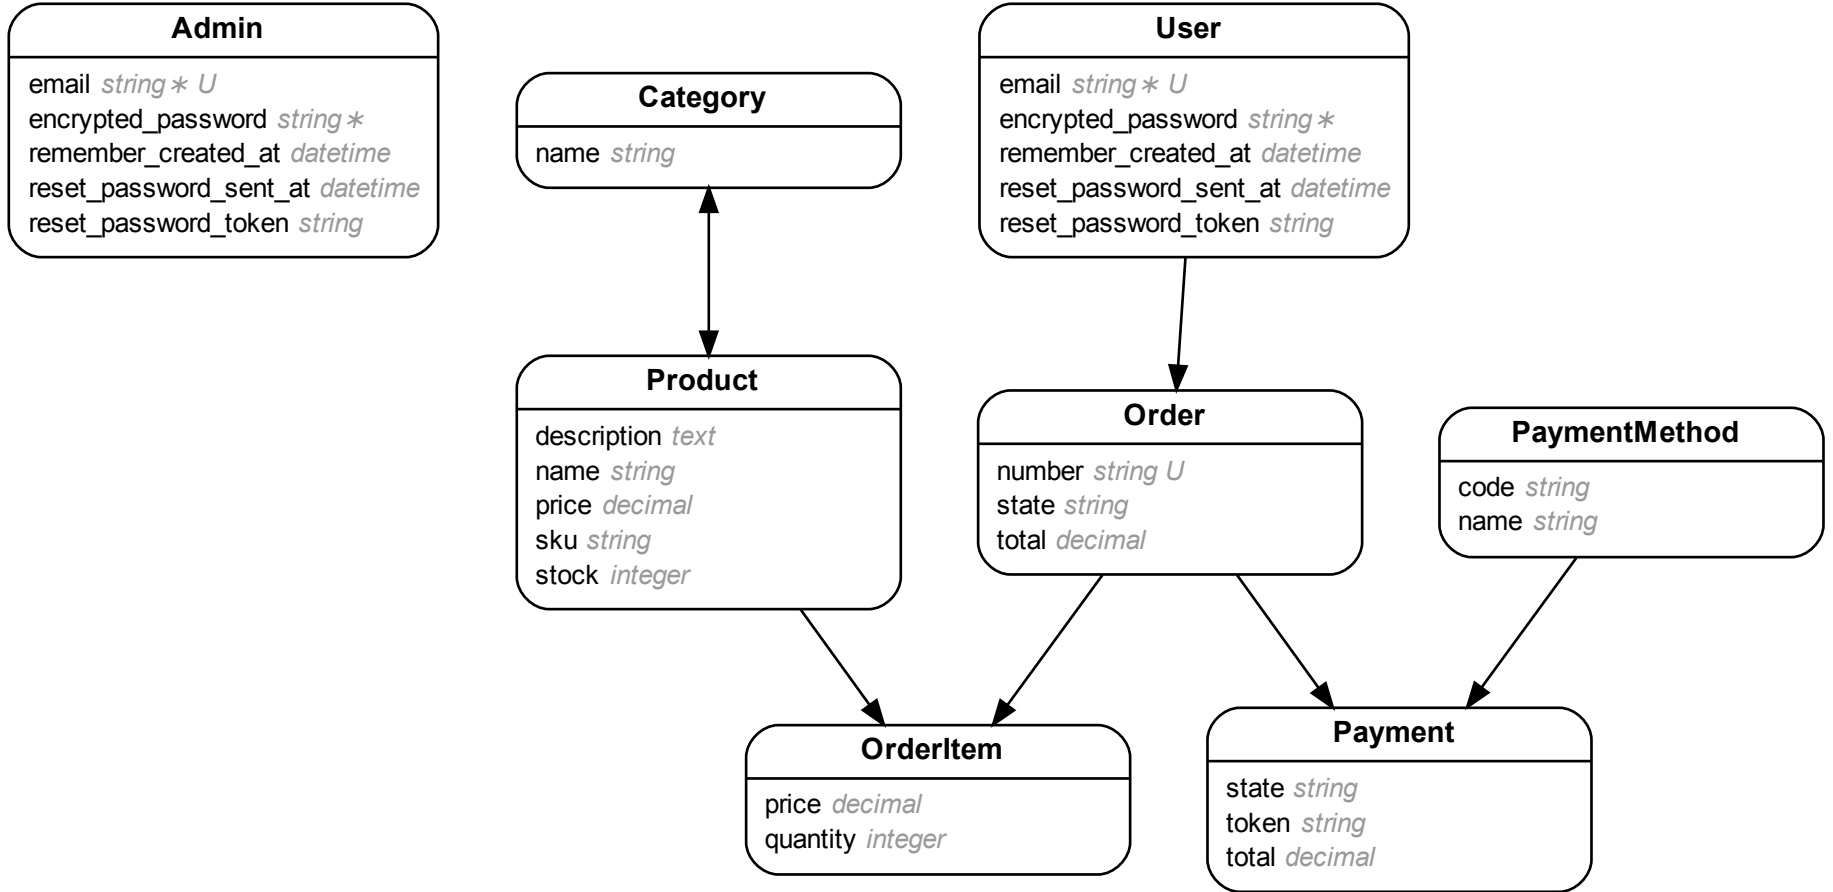 Admin
email string∗ U
encrypted_password string∗
remember_created_at datetime
reset_password_sent_at datetime
reset_password_token string
Category
name string
User
email string∗ U
encrypted_password string∗
remember_created_at datetime
reset_password_sent_at datetime
reset_password_token string
Product
description text
name string
price decimal
sku string
stock integer
Order
number string U
state string
total decimal
PaymentMethod
code string
name string
OrderItem
price decimal
quantity integer
Payment
state string
token string
total decimal